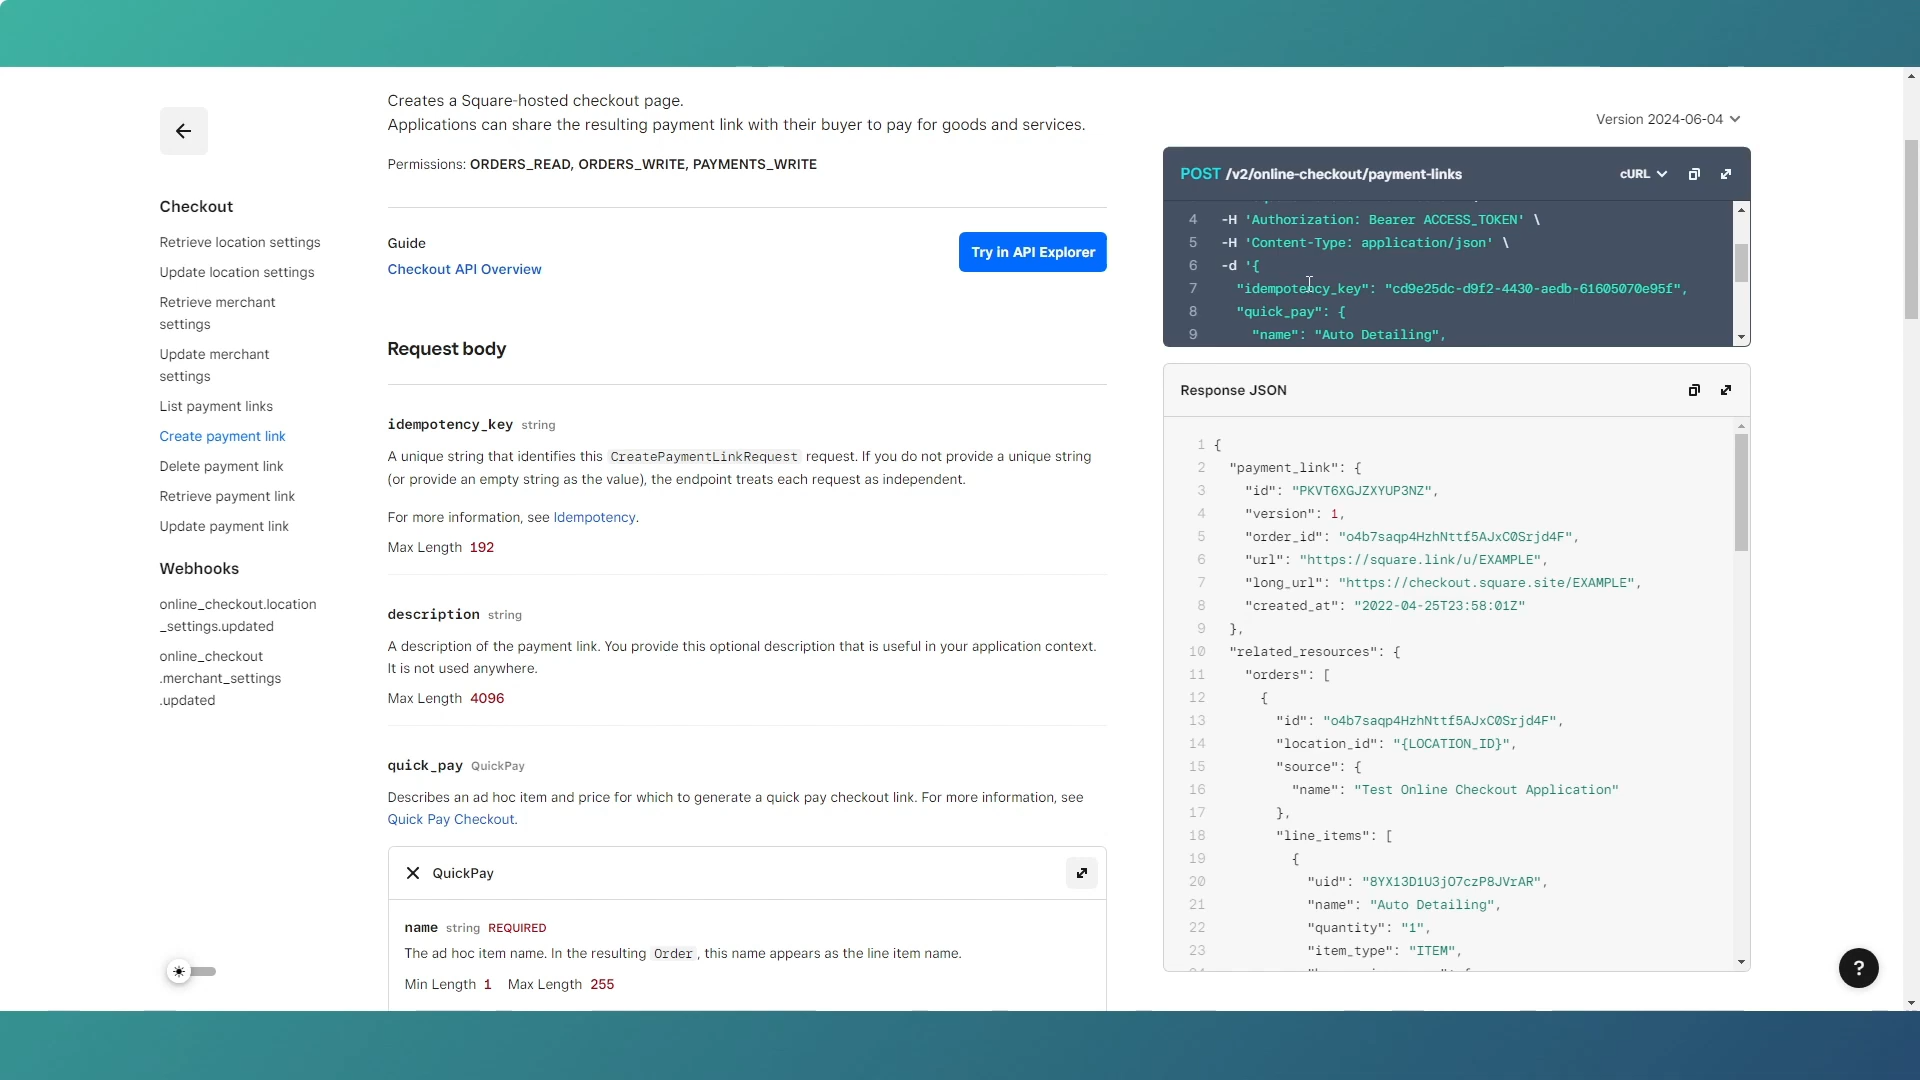 Creates a Square-hosted checkout page.
Applications can share the resulting payment link with their buyer to pay for goods and services.
Permissions: ORDERS_READ, ORDERS_WRITE, PAYMENTS_WRITE
Guide
Checkout API Overview
Try in API Explorer
Checkout
Retrieve location settings
Update location settings
Retrieve merchant
settings
Update merchant
settings
List payment links
Create payment link
Delete payment link
Retrieve payment link
Update payment link
Webhooks
online_checkout.location
_settings.updated
online_checkout
.merchant_settings
.updated
Request body
idempotency_key string
A unique string that identifies this CreatePaymentLinkRequest request. If you do not provide a unique string
(or provide an empty string as the value), the endpoint treats each request as independent.
For more information, see Idempotency.
Max Length 192
description string
A description of the payment link. You provide this optional description that is useful in your application context.
It is not used anywhere.
Max Length 4096
quick_pay QuickPay
Describes an ad hoc item and price for which to generate a quick pay checkout link. For more information, see
Quick Pay Checkout.
QuickPay
name string REQUIRED
The ad hoc item name. In the resulting Order, this name appears as the line item name.
Min Length 1 Max Length 255
Version 2024-06-04
POST /v2/online-checkout/payment-links
cURL
4 -H 'Authorization: Bearer ACCESS_TOKEN' \
5 -H 'Content-Type: application/json' \
6 -d '{
7 "idempotency_key": "cd9e25dc-d9f2-4430-aedb-61605070e95f",
8 "quick_pay": {
9 "name": "Auto Detailing",
Response JSON
1 {
2 "payment_link": {
3 "id": "PKVT6XGJZXYUP3NZ",
4 "version": 1,
5 "order_id": "o4b7saqp4HzhNttf5AJxC0Srjd4F",
6 "url": "https://square.link/u/EXAMPLE",
7 "long_url": "https://checkout.square.site/EXAMPLE",
8 "created_at": "2022-04-25T23:58:01Z"
9 },
10 "related_resources": {
11 "orders": [
12 {
13 "id": "o4b7saqp4HzhNttf5AJxC0Srjd4F",
14 "location_id": "{LOCATION_ID}",
15 "source": {
16 "name": "Test Online Checkout Application"
17 },
18 "line_items": [
19 {
20 "uid": "8YX13D1U3jO7czP8JVrAR",
21 "name": "Auto Detailing",
22 "quantity": "1",
23 "item_type": "ITEM",
?